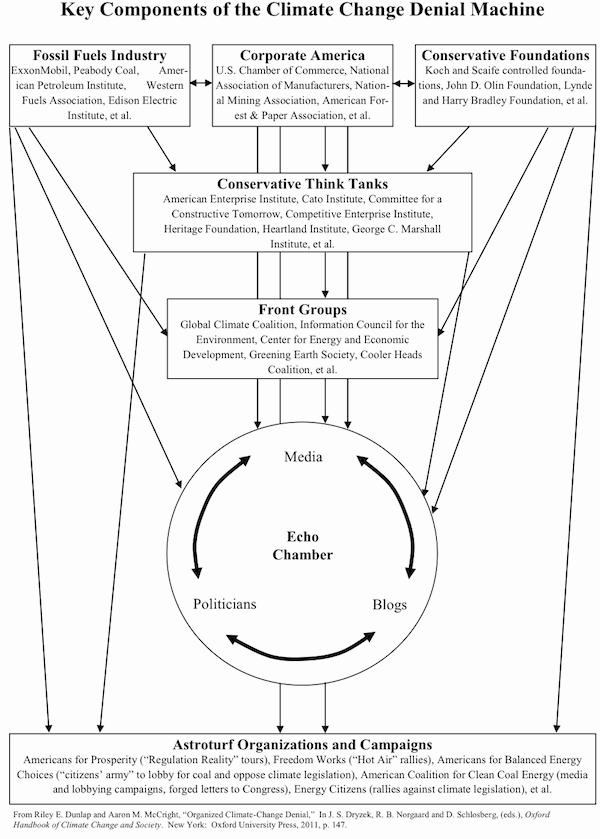 Key Components of the Climate Change Denial Machine
Fossil Fuels Industry
ExxonMobil, Peabody Coal, Amer-
ican Petroleum Institute, Western
Fuels Association, Edison Electric
Institute, et al.
Corporate America
U.S. Chamber of Commerce, National
Association of Manufacturers, Nation-
al Mining Association, American For-
est & Paper Association, et al.
Conservative Foundations
Koch and Scaife controlled founda-
tions, John D. Olin Foundation, Lynde
and Harry Bradley Foundation, et al.
Conservative Think Tanks
American Enterprise Institute, Cato Institute, Committee for a
Constructive Tomorrow, Competitive Enterprise Institute,
Heritage Foundation, Heartland Institute, George C. Marshall
Institute, et al.
Front Groups
Global Climate Coalition, Information Council for the
Environment, Center for Energy and Economic
Development, Greening Earth Society, Cooler Heads
Coalition, et al.
Media
Echo
Chamber
Politicians
Blogs
Astroturf Organizations and Campaigns
Americans for Prosperity (“Regulation Reality” tours), Freedom Works (“Hot Air” rallies), Americans for Balanced Energy
Choices (“citizens’ army” to lobby for coal and oppose climate legislation), American Coalition for Clean Coal Energy (media
and lobbying campaigns, forged letters to Congress), Energy Citizens (rallies against climate legislation), et al.
From Riley E. Dunlap and Aaron M. McCright, “Organized Climate-Change Denial,” In J. S. Dryzek, R. B. Norgaard and D. Schlosberg, (eds.), Oxford
Handbook of Climate Change and Society. New York: Oxford University Press, 2011, p. 147.